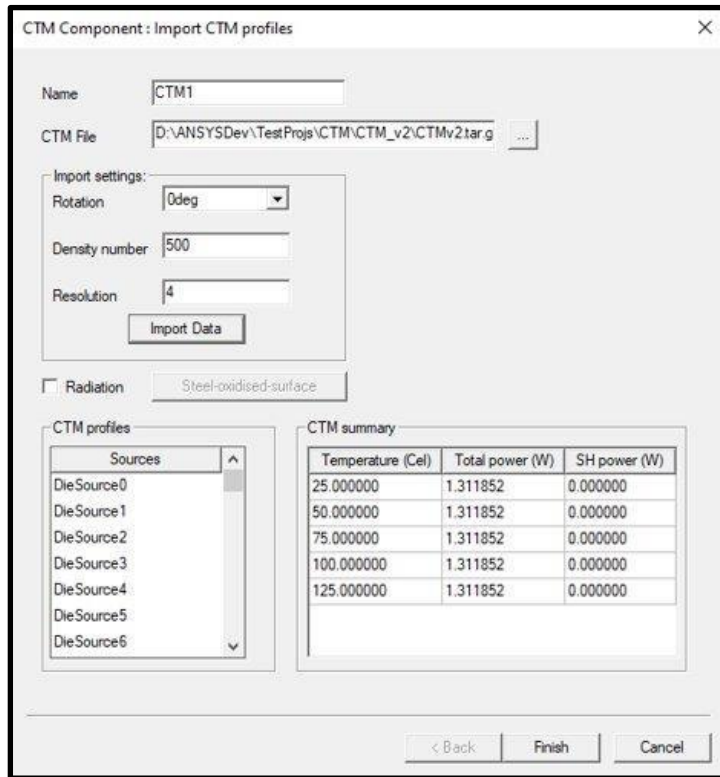 CTM Component : Import CTM profiles
Name CTM1
CTM File D:\ANSYSDev\TestProjs\CTM\CTM_v2\CTMv2.tar.g ...
Import settings:
Rotation 0deg
Density number 500
Resolution 4
Import Data
Radiation Steel-oxidised-surface
CTM profiles
Sources
DieSource0
DieSource1
DieSource2
DieSource3
DieSource4
DieSource5
DieSource6
CTM summary
Temperature (Cel) Total power (W) SH power (W)
25.000000 1.311852 0.000000
50.000000 1.311852 0.000000
75.000000 1.311852 0.000000
100.000000 1.311852 0.000000
125.000000 1.311852 0.000000
< Back Finish Cancel